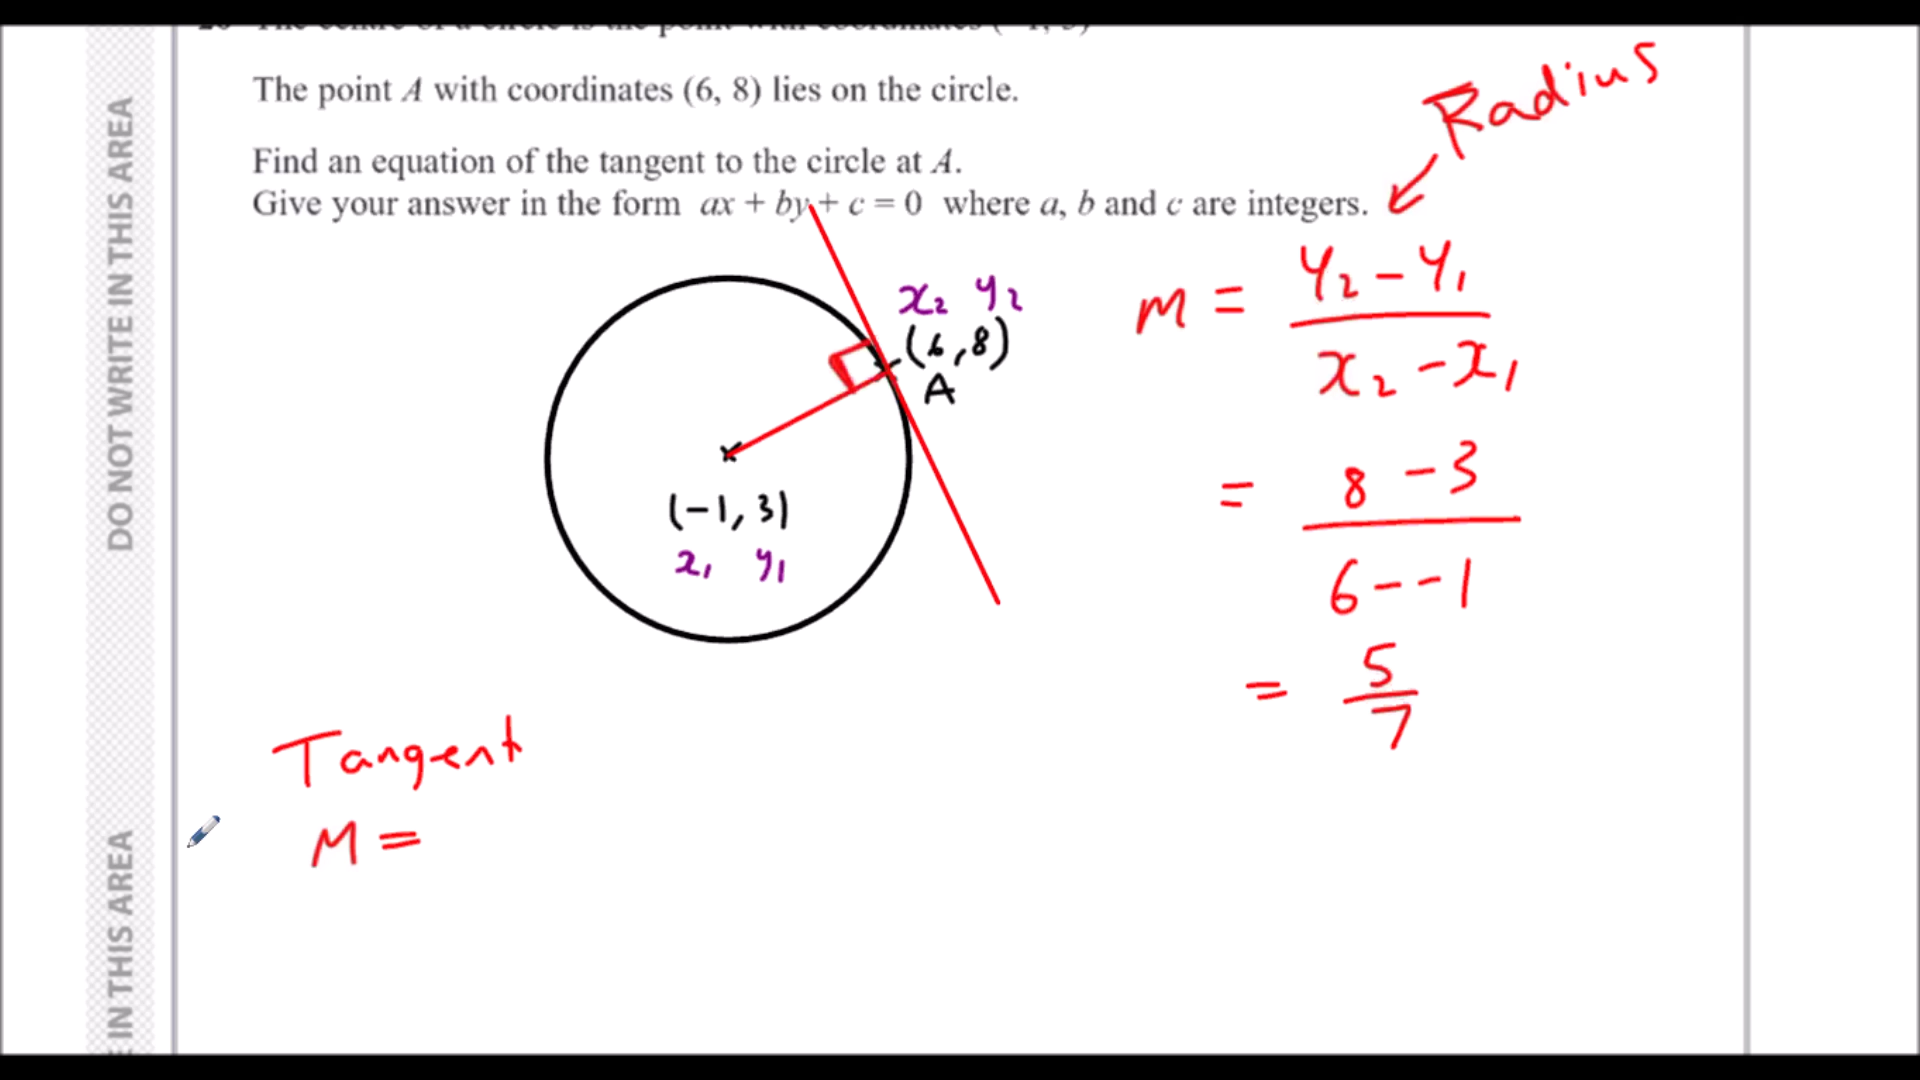 The point A with coordinates (6, 8) lies on the circle.
Find an equation of the tangent to the circle at A.
Give your answer in the form ax + by + c = 0 where a, b and c are integers.
Radius
x₂ y₂
(6,8)
A
(-1, 3)
x₁ y₁
m = y₂ - y₁ / x₂ - x₁
= 8 - 3 / 6 - - 1
= 5 / 7
Tangent
M =
DO NOT WRITE IN THIS AREA
IN THIS AREA